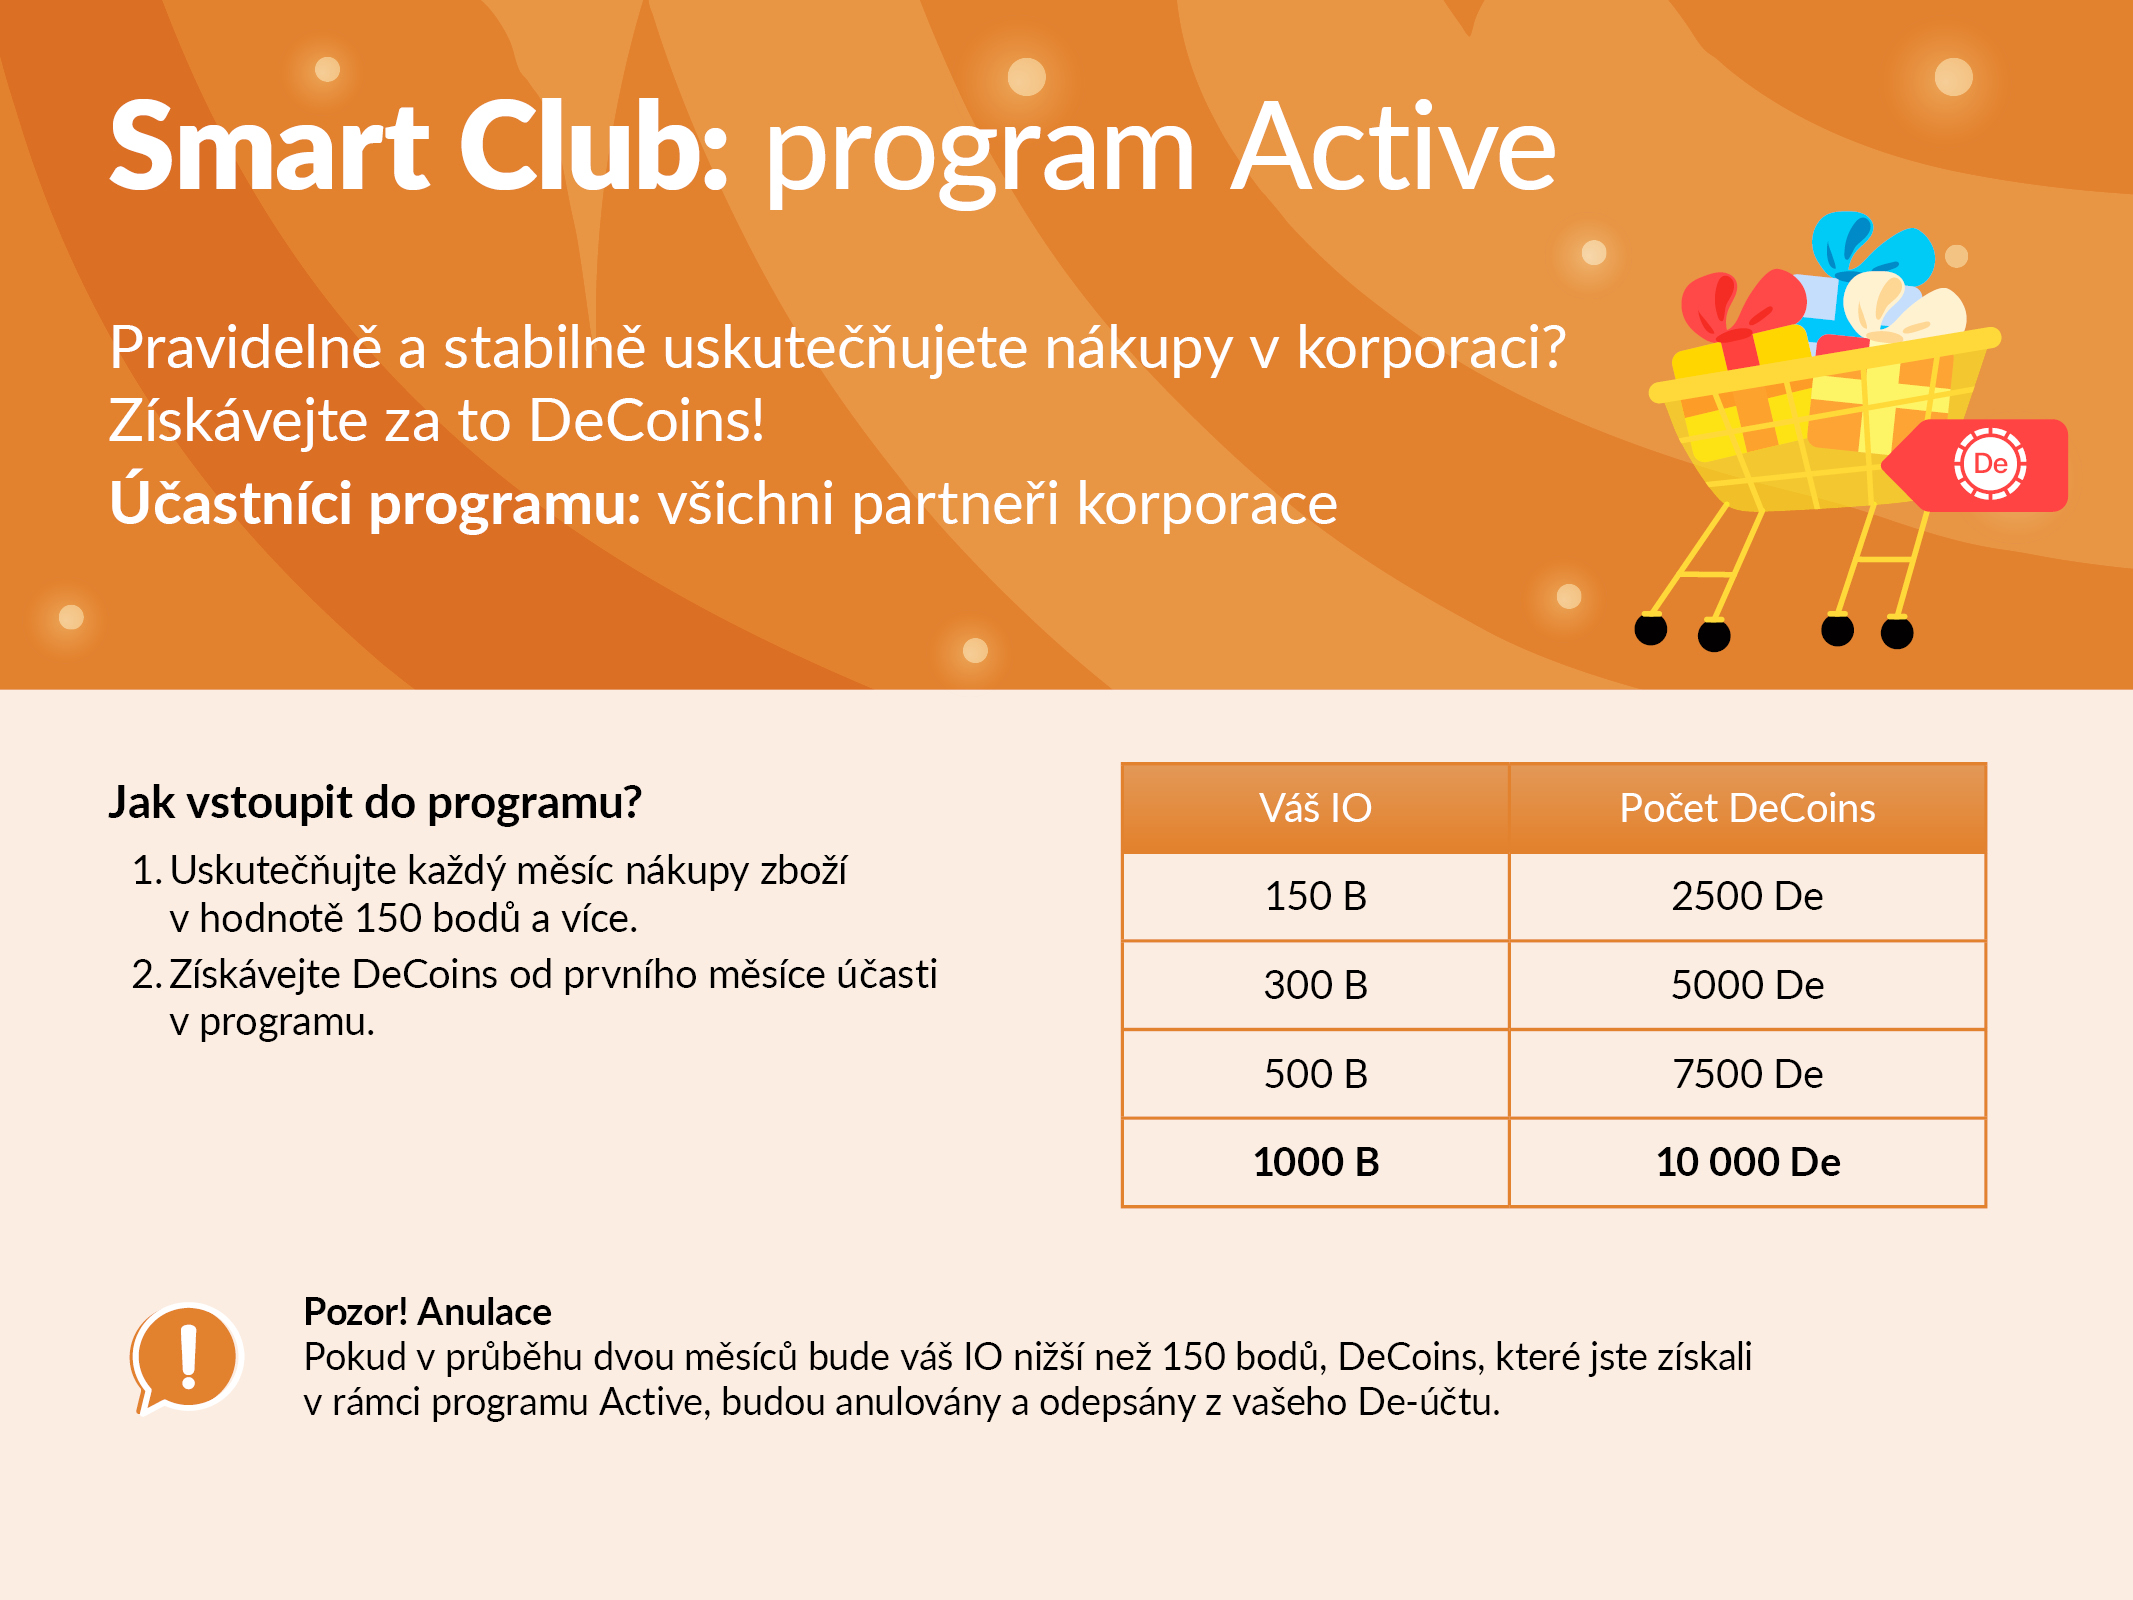 Smart Club: program Active
Pravidelně a stabilně uskutečňujete nákupy v korporaci?
Získávejte za to DeCoins!
Účastníci programu: všichni partneři korporace
De
Jak vstoupit do programu?
1. Uskutečňujte každý měsíc nákupy zboží
v hodnotě 150 bodů a více.
2. Získávejte DeCoins od prvního měsíce účasti
v programu.
Váš IO Počet DeCoins
150 B 2500 De
300 B 5000 De
500 B 7500 De
1000 B 10 000 De
Pozor! Anulace
Pokud v průběhu dvou měsíců bude váš IO nižší než 150 bodů, DeCoins, které jste získali
v rámci programu Active, budou anulovány a odepsány z vašeho De-účtu.